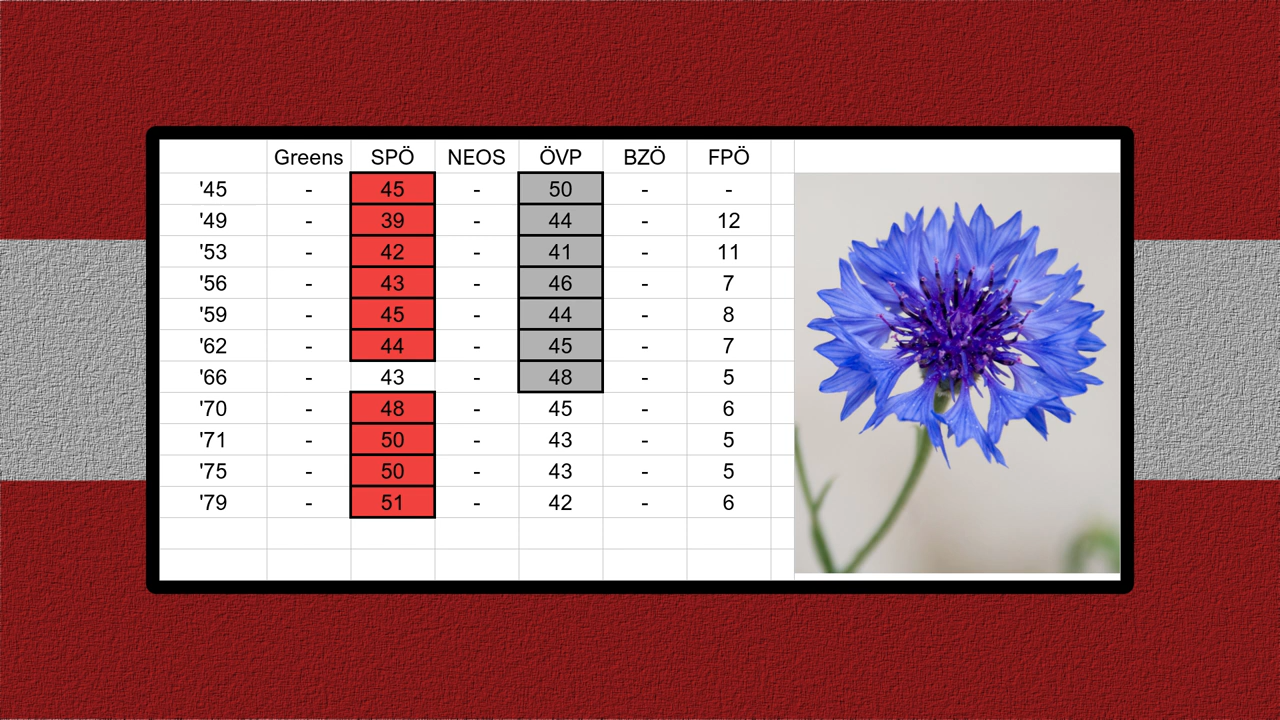 Greens SPÖ NEOS ÖVP BZÖ FPÖ
'45 - 45 - 50 - -
'49 - 39 - 44 - 12
'53 - 42 - 41 - 11
'56 - 43 - 46 - 7
'59 - 45 - 44 - 8
'62 - 44 - 45 - 7
'66 - 43 - 48 - 5
'70 - 48 - 45 - 6
'71 - 50 - 43 - 5
'75 - 50 - 43 - 5
'79 - 51 - 42 - 6